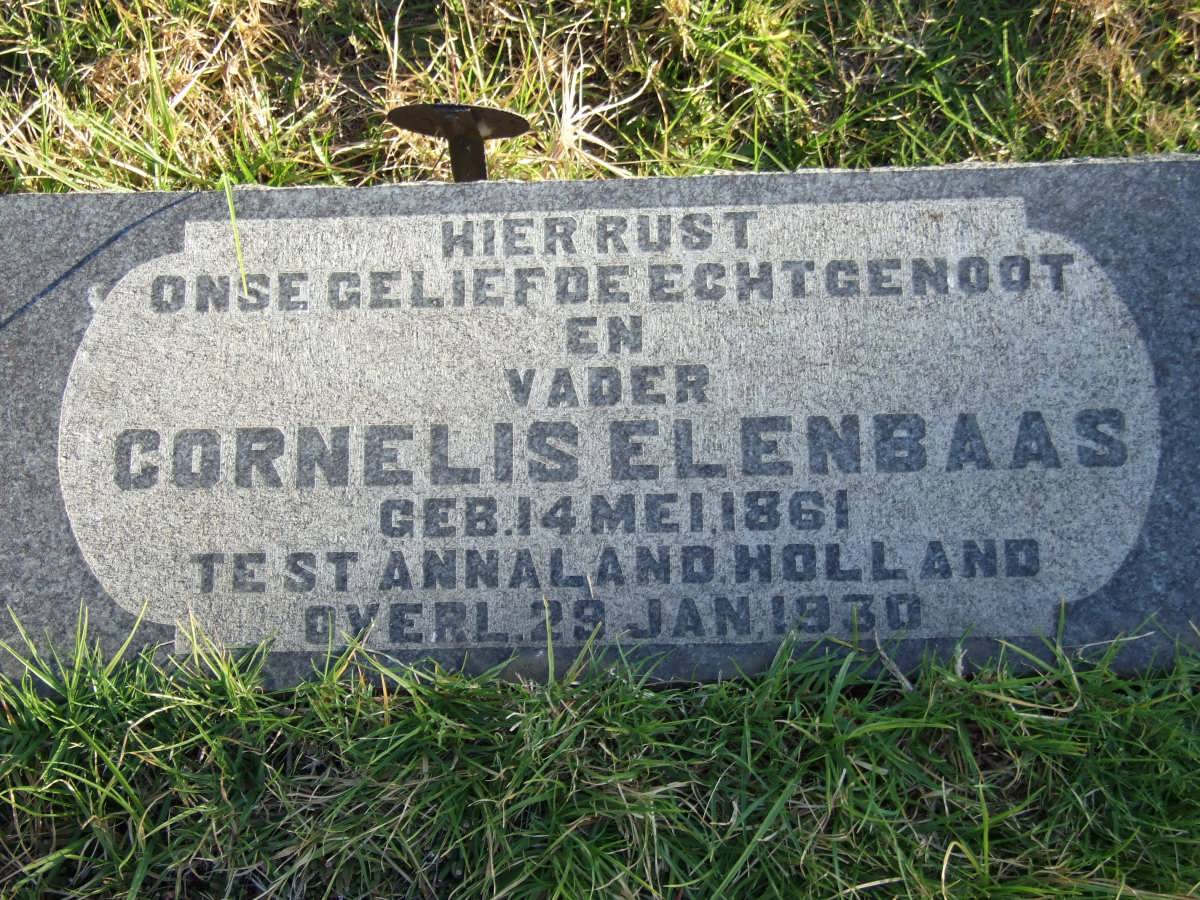 HIER RUST
ONSE GELIEFDE ECHTGENOOT
EN
VADER
CORNELIS ELENBAAS
GEB. 14 MEI, 1861
TE ST ANNALAND, HOLLAND
OVERL. 29 JAN, 1930